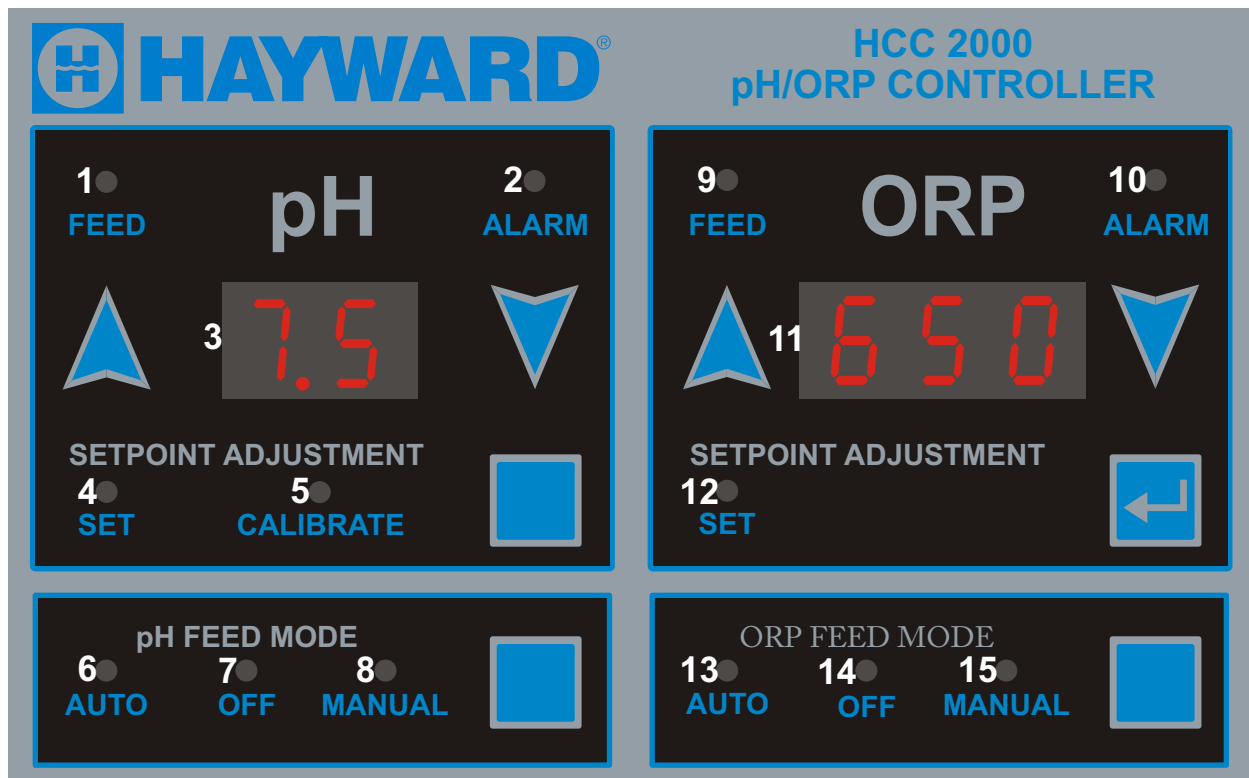 HAYWARD®
HCC 2000
pH/ORP CONTROLLER
1
FEED
pH
2
ALARM
3
7.5
SETPOINT ADJUSTMENT
4
5
SET
CALIBRATE
9
FEED
ORP
10
ALARM
11
650
SETPOINT ADJUSTMENT
12
SET
pH FEED MODE
6
7
8
AUTO
OFF
MANUAL
ORP FEED MODE
13
14
15
AUTO
OFF
MANUAL